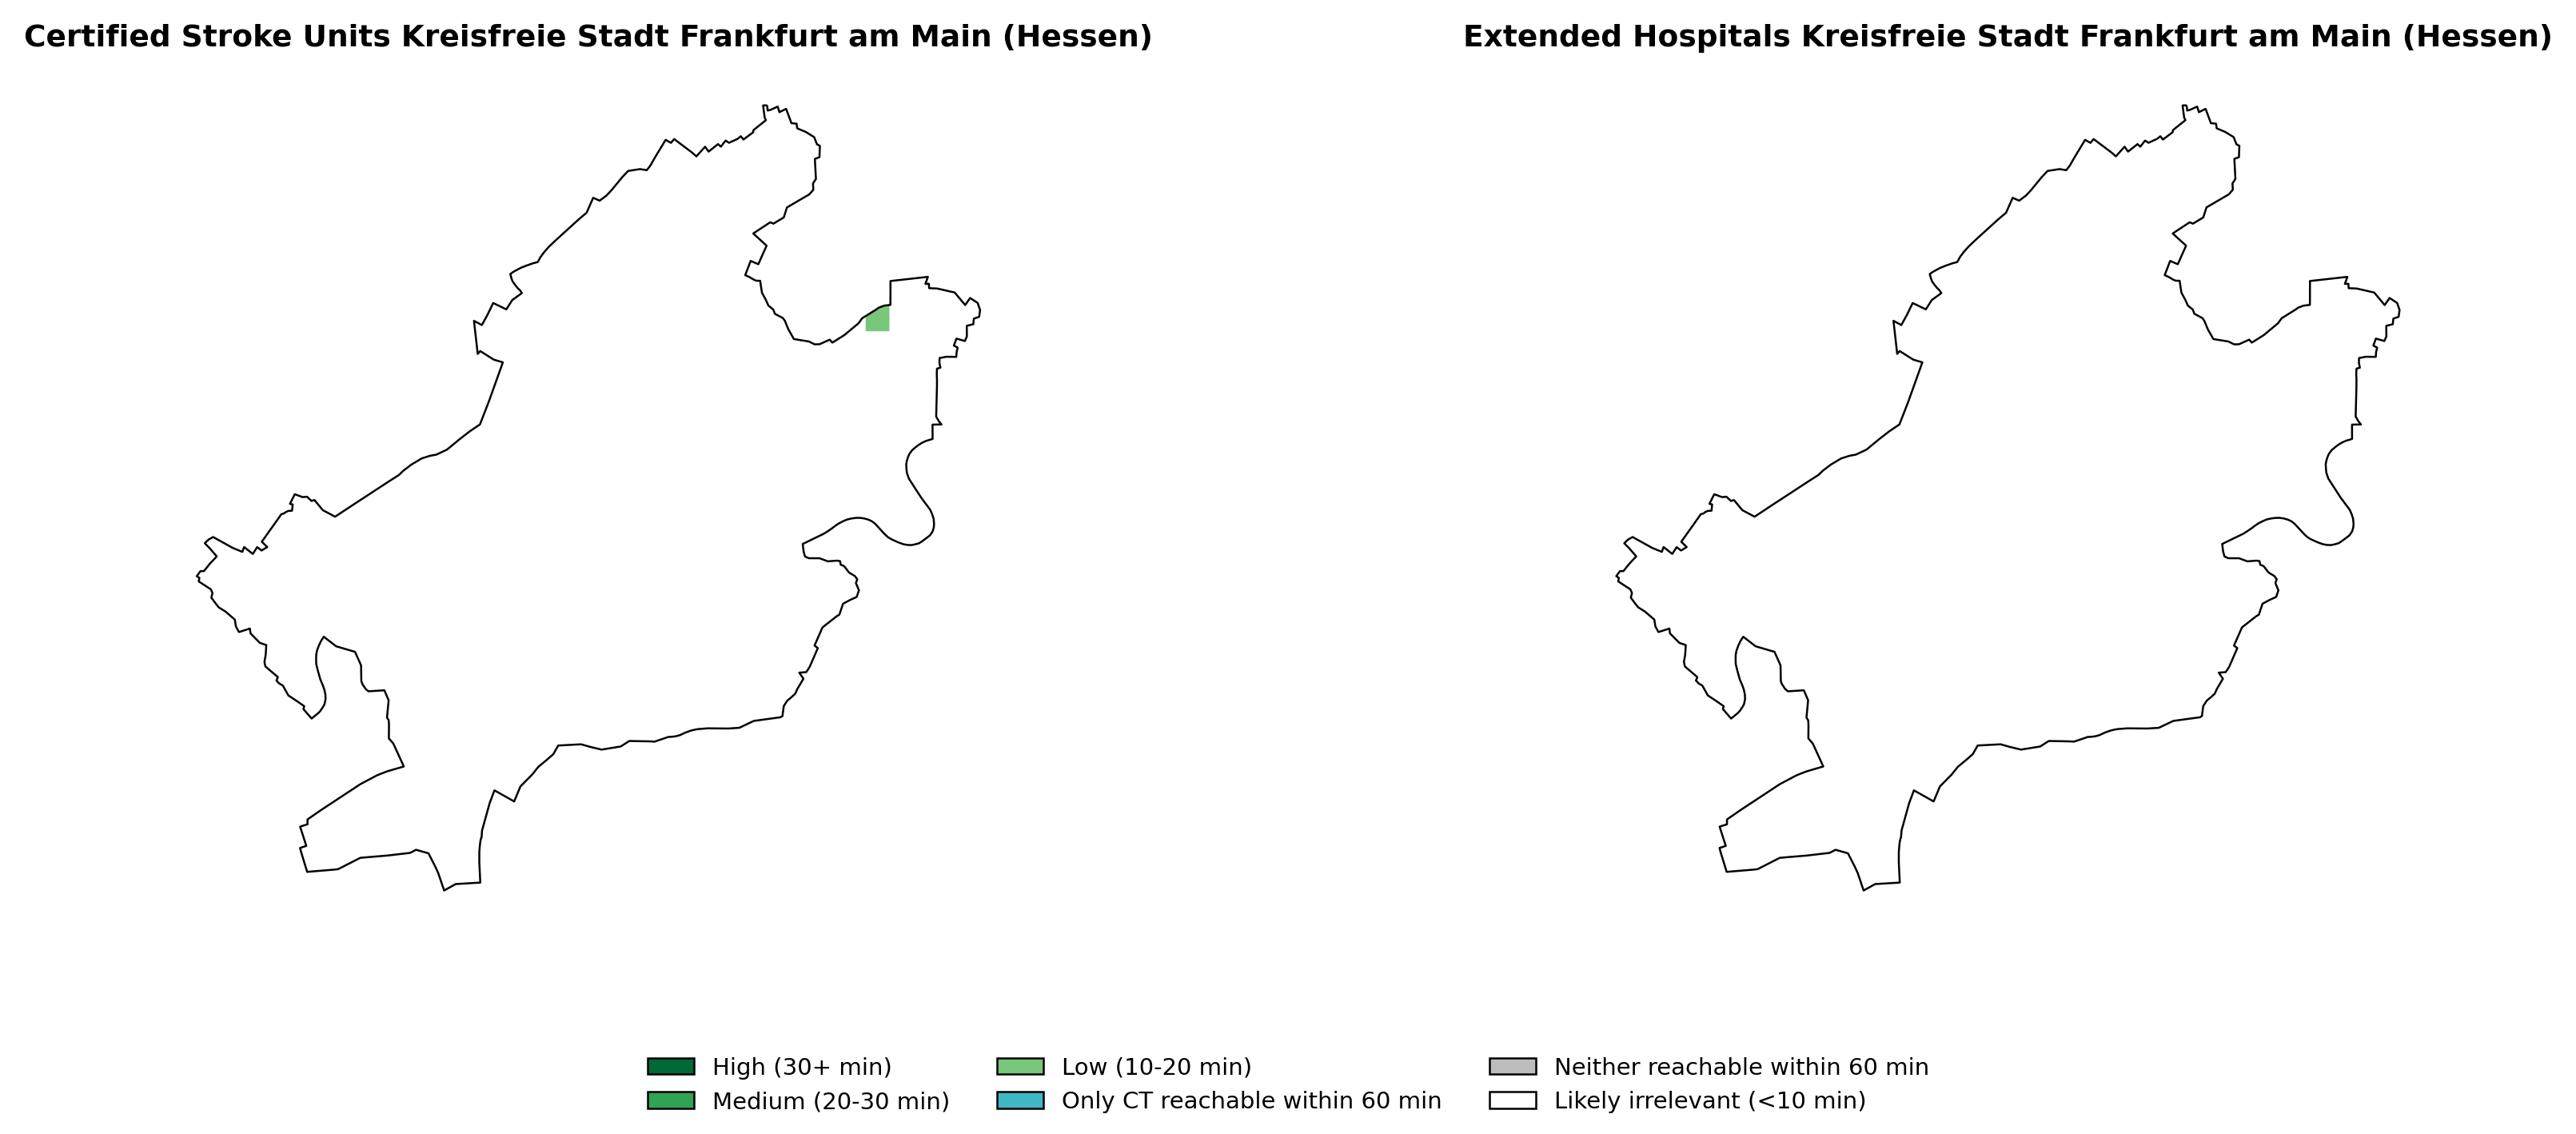 Certified Stroke Units Kreisfreie Stadt Frankfurt am Main (Hessen)
Extended Hospitals Kreisfreie Stadt Frankfurt am Main (Hessen)
High (30+ min)
Medium (20-30 min)
Low (10-20 min)
Only CT reachable within 60 min
Neither reachable within 60 min
Likely irrelevant (<10 min)